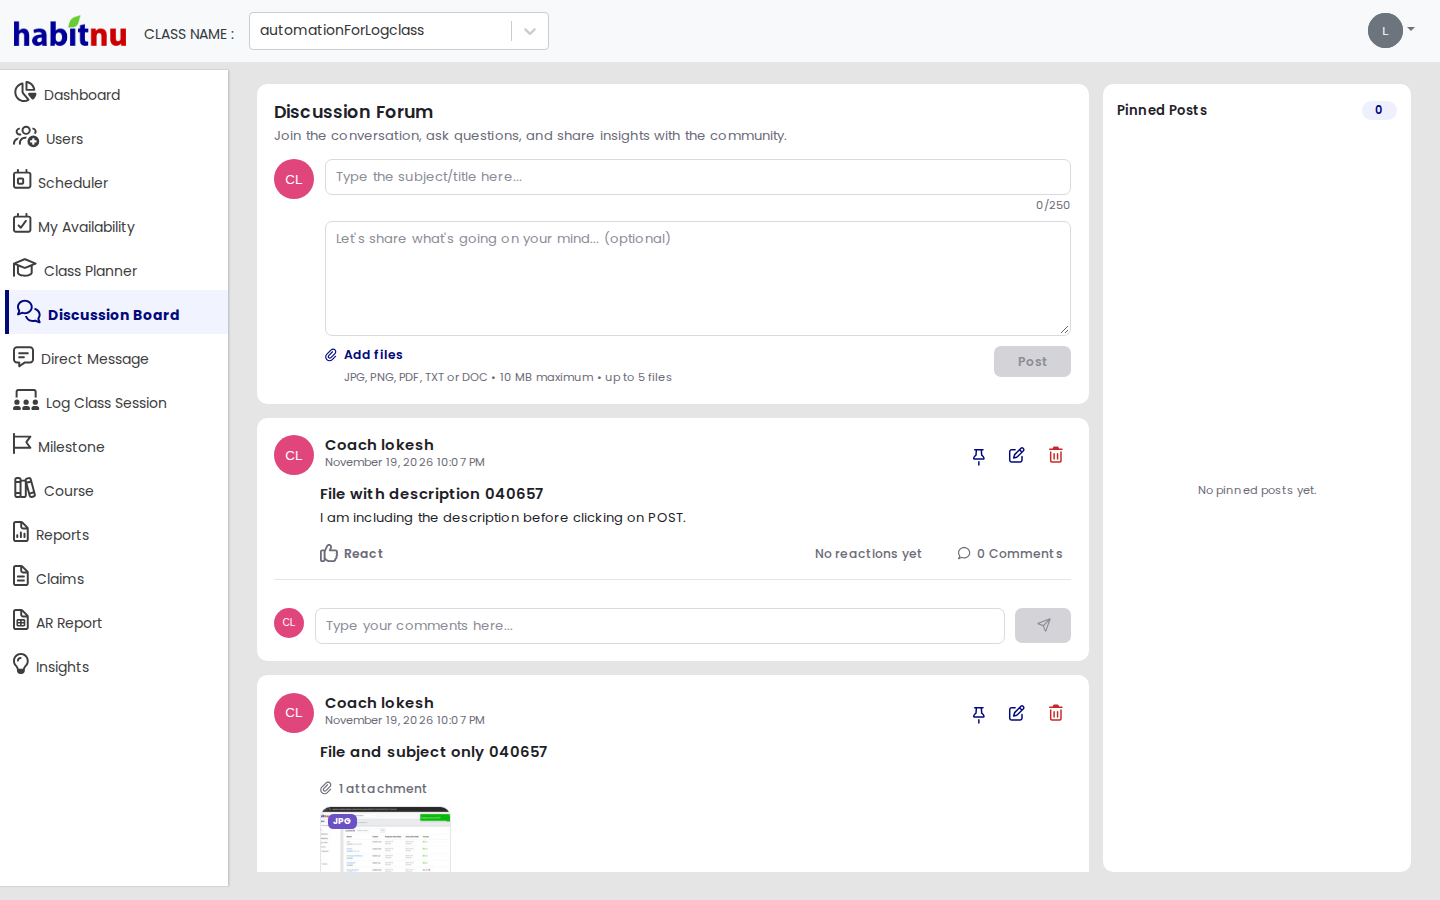 habitnu
CLASS NAME :
automationForLogclass
L
Dashboard
Users
Scheduler
My Availability
Class Planner
Discussion Board
Direct Message
Log Class Session
Milestone
Course
Reports
Claims
AR Report
Insights
Discussion Forum
Join the conversation, ask questions, and share insights with the community.
CL
Type the subject/title here...
0/250
Let's share what's going on your mind... (optional)
Add files
JPG, PNG, PDF, TXT or DOC • 10 MB maximum • up to 5 files
Post
CL
Coach lokesh
November 19, 2026 10:07 PM
File with description 040657
I am including the description before clicking on POST.
React
No reactions yet
0 Comments
CL
Type your comments here...
CL
Coach lokesh
November 19, 2026 10:07 PM
File and subject only 040657
1 attachment
JPG
Pinned Posts
0
No pinned posts yet.